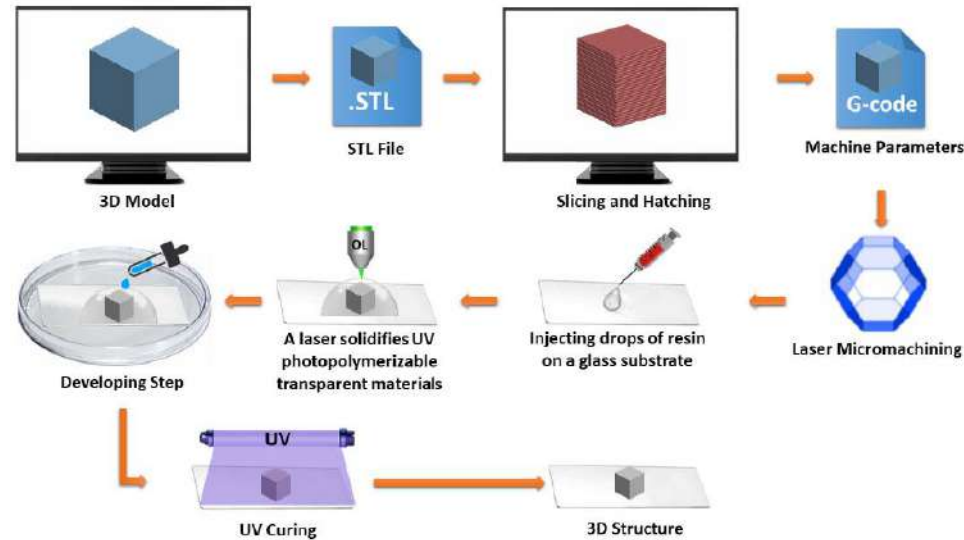 .STL
G-code
STL File
Machine Parameters
3D Model
Slicing and Hatching
OL
A laser solidifies UV
photopolymerizable
transparent materials
Injecting drops of resin
on a glass substrate
Laser Micromachining
Developing Step
UV
UV Curing
3D Structure